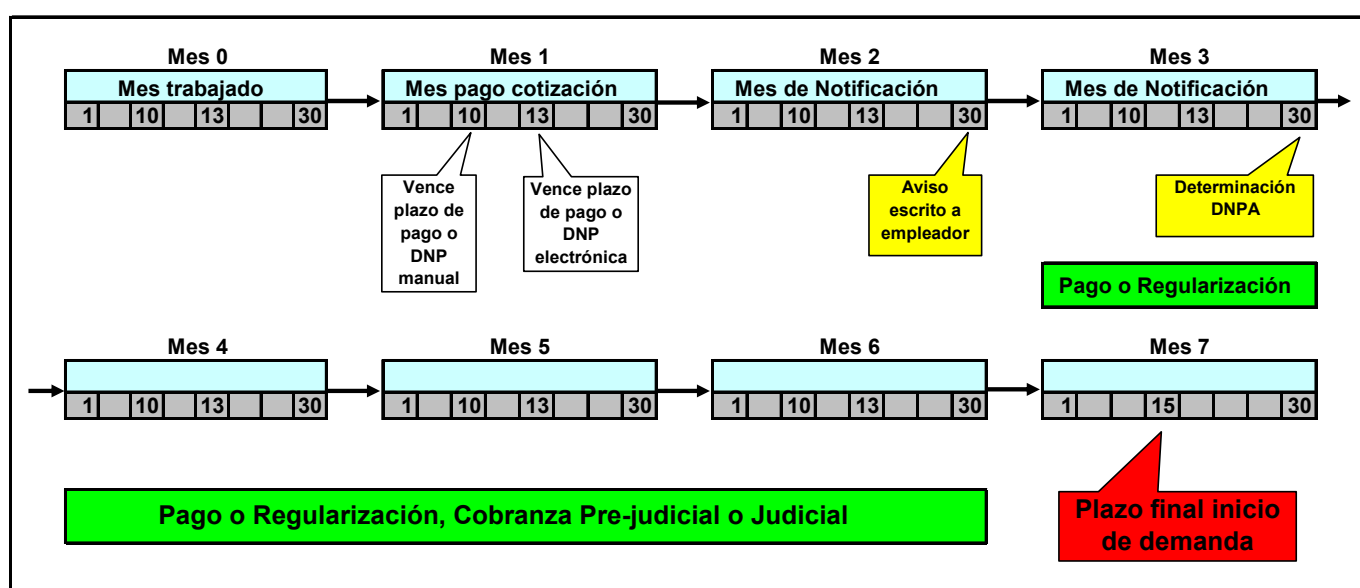 Mes 0
Mes 1
Mes 2
Mes 3
Mes trabajado
Mes pago cotización
Mes de Notificación
Mes de Notificación
1 10 13 30
1 10 13 30
1 10 13 30
1 10 13 30
Vence
plazo de
pago o
DNP
manual
Vence plazo
de pago o
DNP
electrónica
Aviso
escrito a
empleador
Determinación
DNPA
Pago o Regularización
Mes 4
Mes 5
Mes 6
Mes 7
1 10 13 30
1 10 13 30
1 10 13 30
1 15 30
Pago o Regularización, Cobranza Pre-judicial o Judicial
Plazo final inicio
de demanda